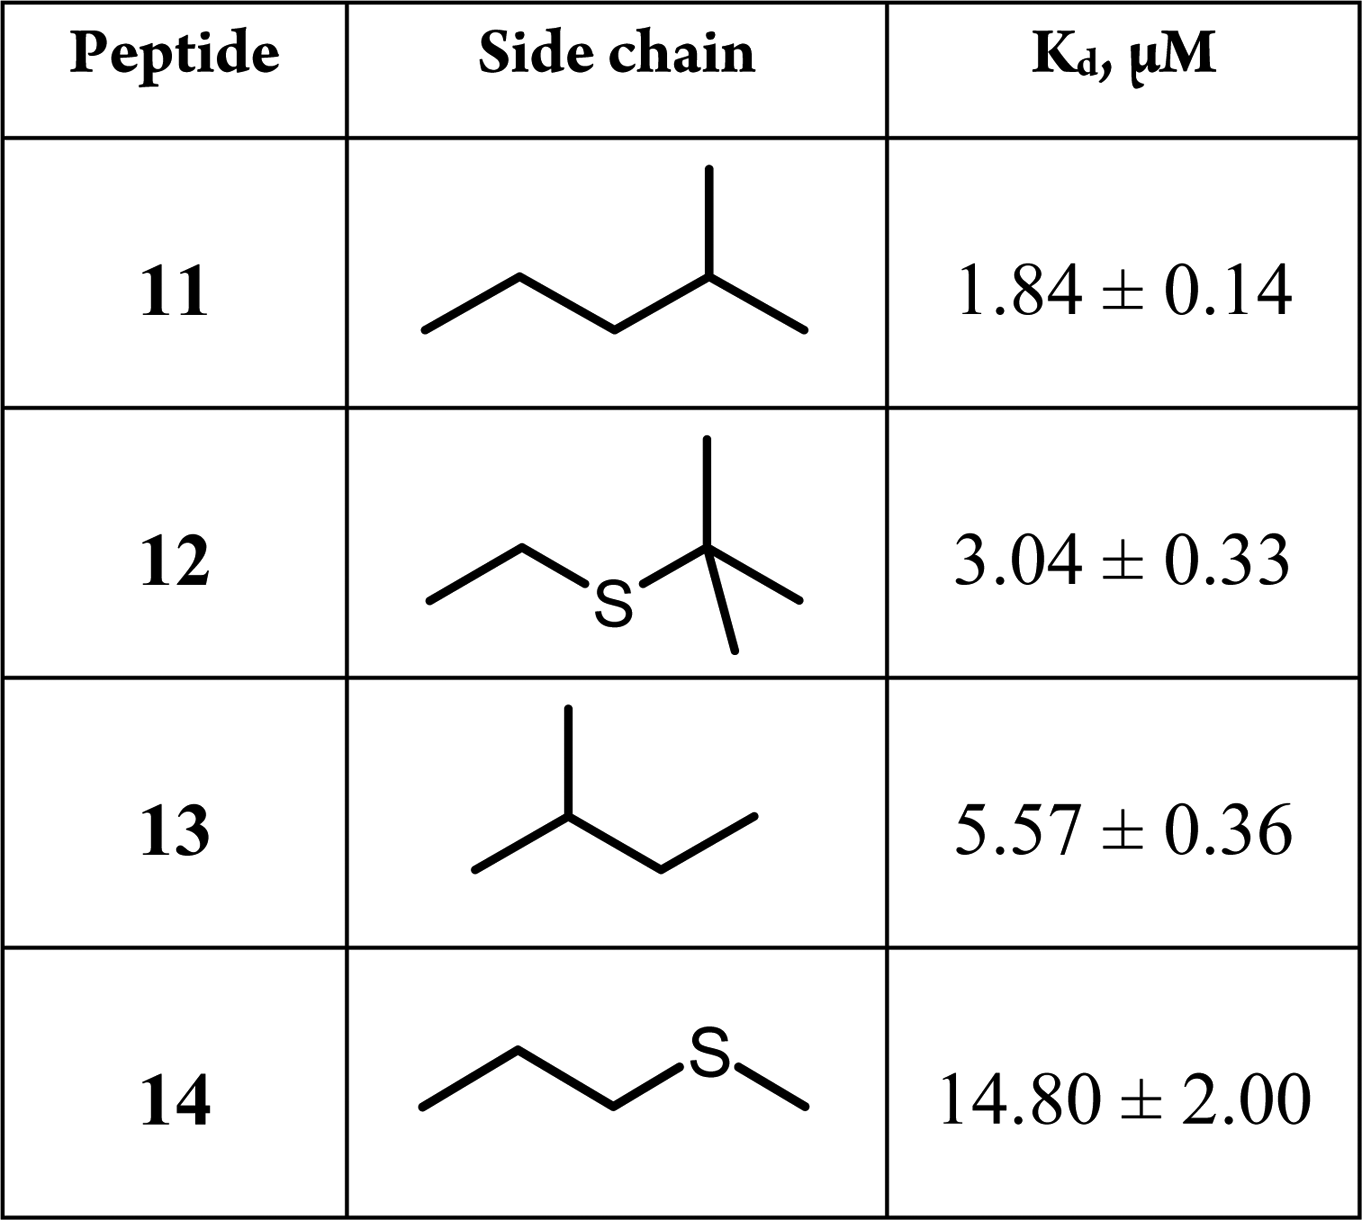 Peptide Side chain Kd, µM
11 1.84 ± 0.14
12 S 3.04 ± 0.33
13 5.57 ± 0.36
14 S 14.80 ± 2.00